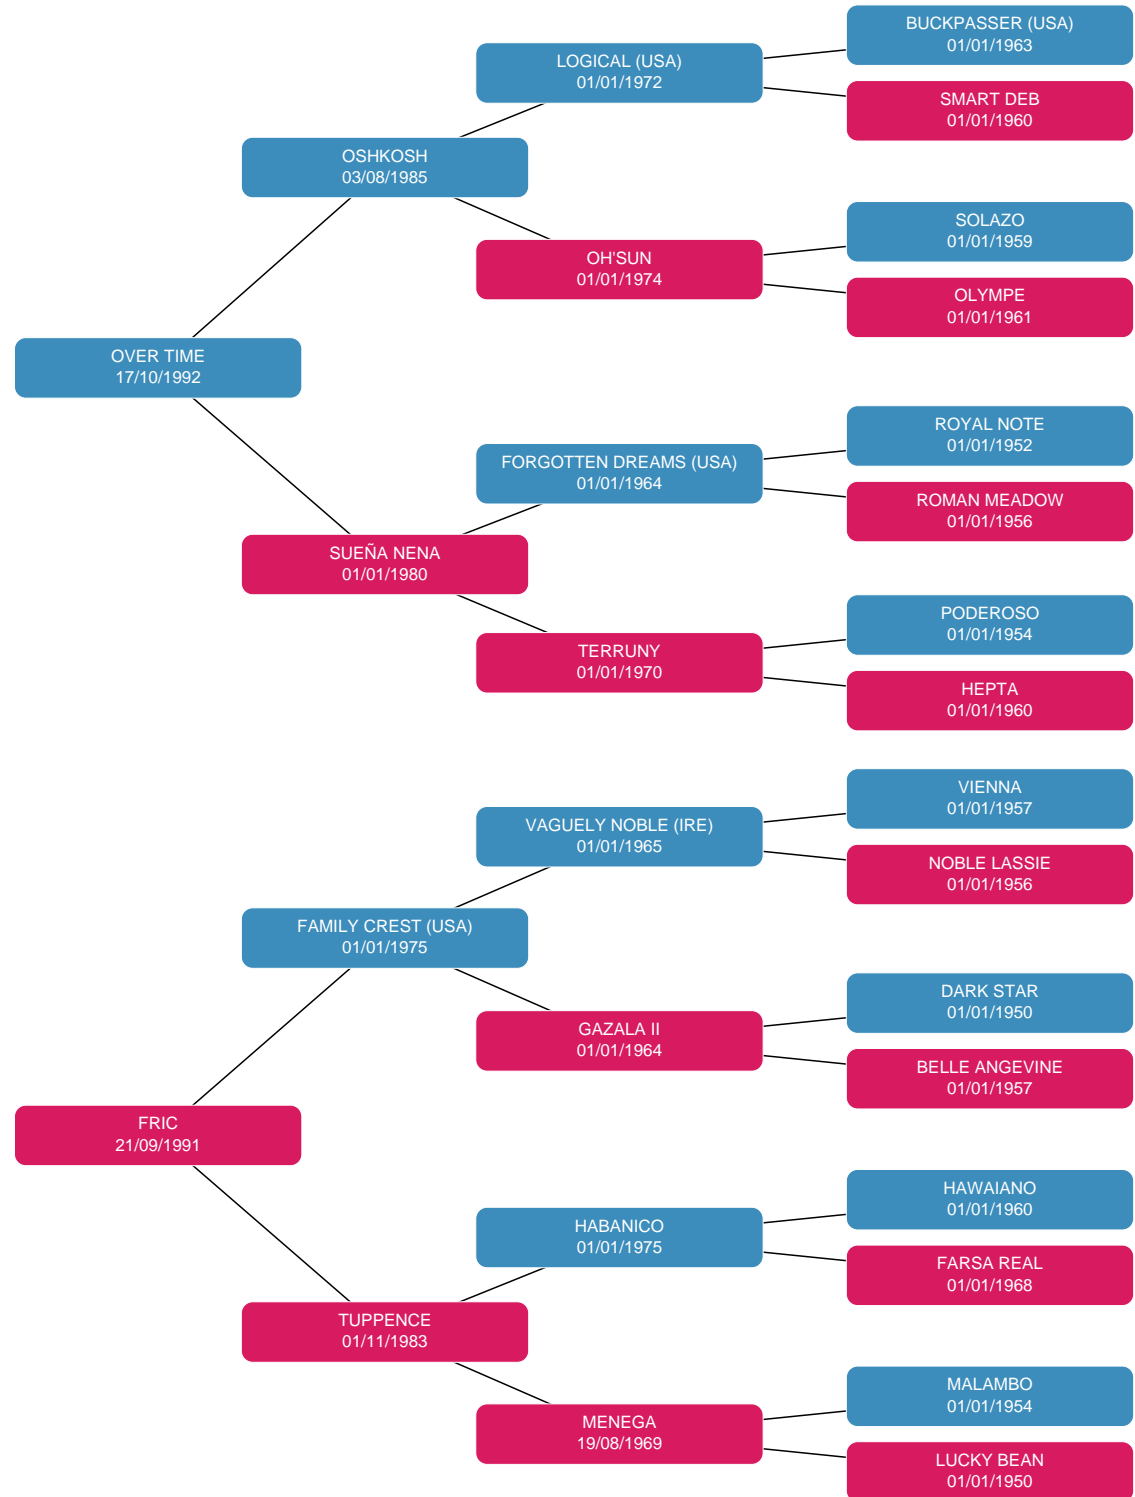 BUCKPASSER (USA)
01/01/1963
LOGICAL (USA)
01/01/1972
SMART DEB
01/01/1960
OSHKOSH
03/08/1985
SOLAZO
01/01/1959
OH'SUN
01/01/1974
OLYMPE
01/01/1961
OVER TIME
17/10/1992
ROYAL NOTE
01/01/1952
FORGOTTEN DREAMS (USA)
01/01/1964
ROMAN MEADOW
01/01/1956
SUEÑA NENA
01/01/1980
PODEROSO
01/01/1954
TERRUNY
01/01/1970
HEPTA
01/01/1960
VIENNA
01/01/1957
VAGUELY NOBLE (IRE)
01/01/1965
NOBLE LASSIE
01/01/1956
FAMILY CREST (USA)
01/01/1975
DARK STAR
01/01/1950
GAZALA II
01/01/1964
BELLE ANGEVINE
01/01/1957
FRIC
21/09/1991
HAWAIANO
01/01/1960
HABANICO
01/01/1975
FARSA REAL
01/01/1968
TUPPENCE
01/11/1983
MALAMBO
01/01/1954
MENEGA
19/08/1969
LUCKY BEAN
01/01/1950